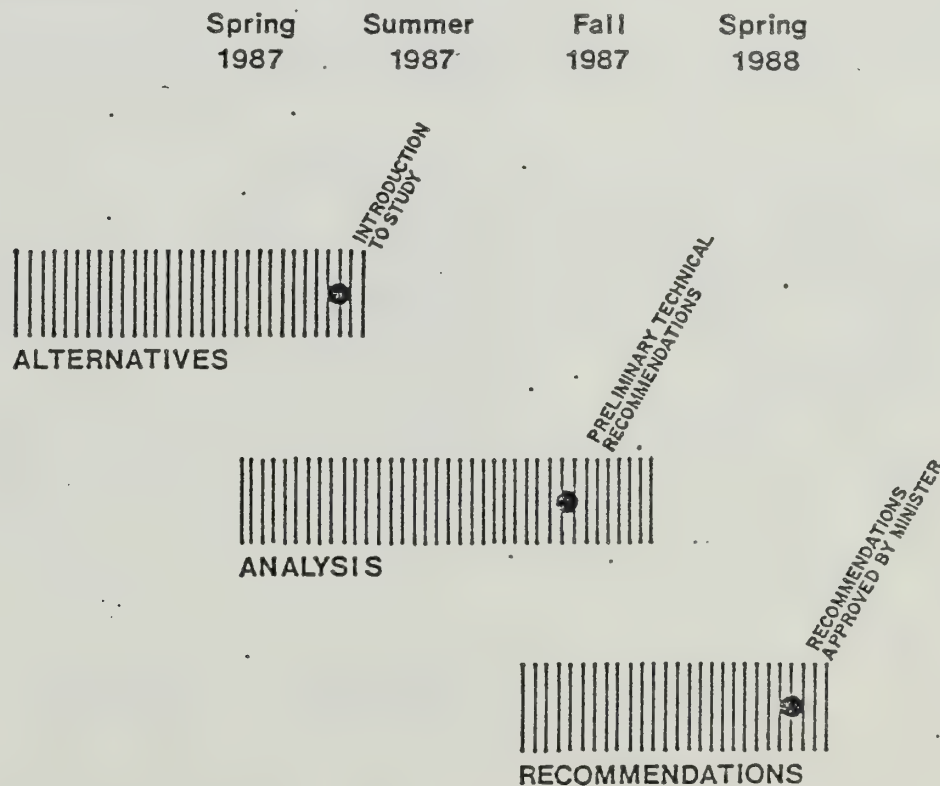 Spring Summer Fall Spring
1987 1987 1987 1988
INTRODUCTION
TO STUDY
ALTERNATIVES
PRELIMINARY TECHNICAL
RECOMMENDATIONS
ANALYSIS
RECOMMENDATIONS
APPROVED BY MINISTER
RECOMMENDATIONS